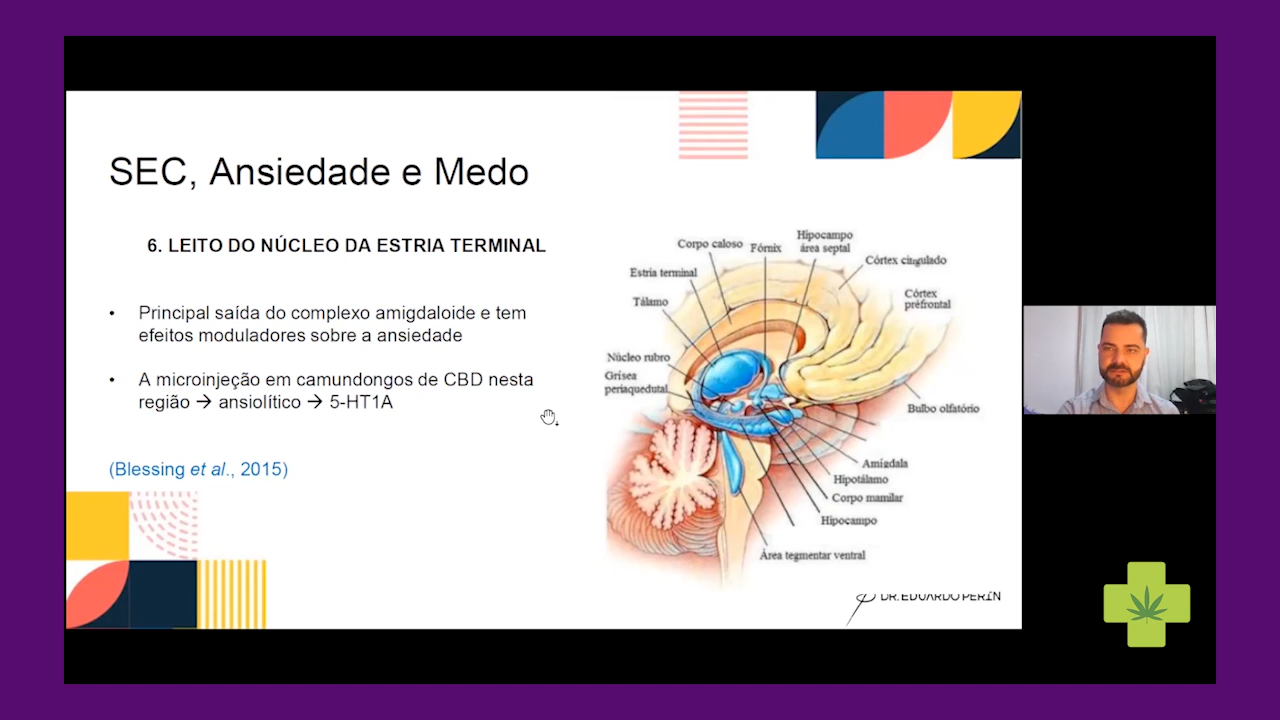 SEC, Ansiedade e Medo
6. LEITO DO NÚCLEO DA ESTRIA TERMINAL
• Principal saída do complexo amigdaloide e tem
efeitos moduladores sobre a ansiedade
• A microinjeção em camundongos de CBD nesta
região → ansiolítico → 5-HT1A
(Blessing et al., 2015)
Corpo caloso
Fórnix
Hipocampo
área septal
Córtex cingulado
Estria terminal
Córtex
préfrontal
Tálamo
Núcleo rubro
Grísea
periaquedutal
Bulbo olfatório
Amígdala
Hipotálamo
Corpo mamilar
Hipocampo
Área tegmentar ventral
DR. EDUARDO PERIN